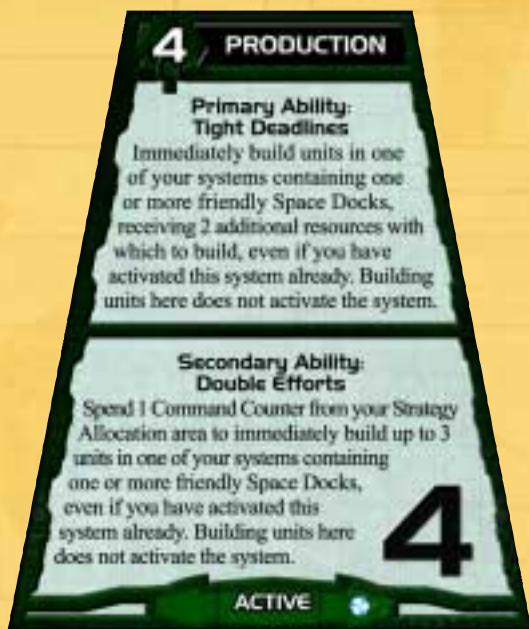 4 PRODUCTION
Primary Ability:
Tight Deadlines
Immediately build units in one
of your systems containing one
or more friendly Space Docks,
receiving 2 additional resources with
which to build, even if you have
activated this system already. Building
units here does not activate the system.
Secondary Ability:
Double Efforts
Spend 1 Command Counter from your Strategy
Allocation area to immediately build up to 3
units in one of your systems containing
one or more friendly Space Docks,
even if you have activated this
system already. Building units here
does not activate the system.
4
ACTIVE